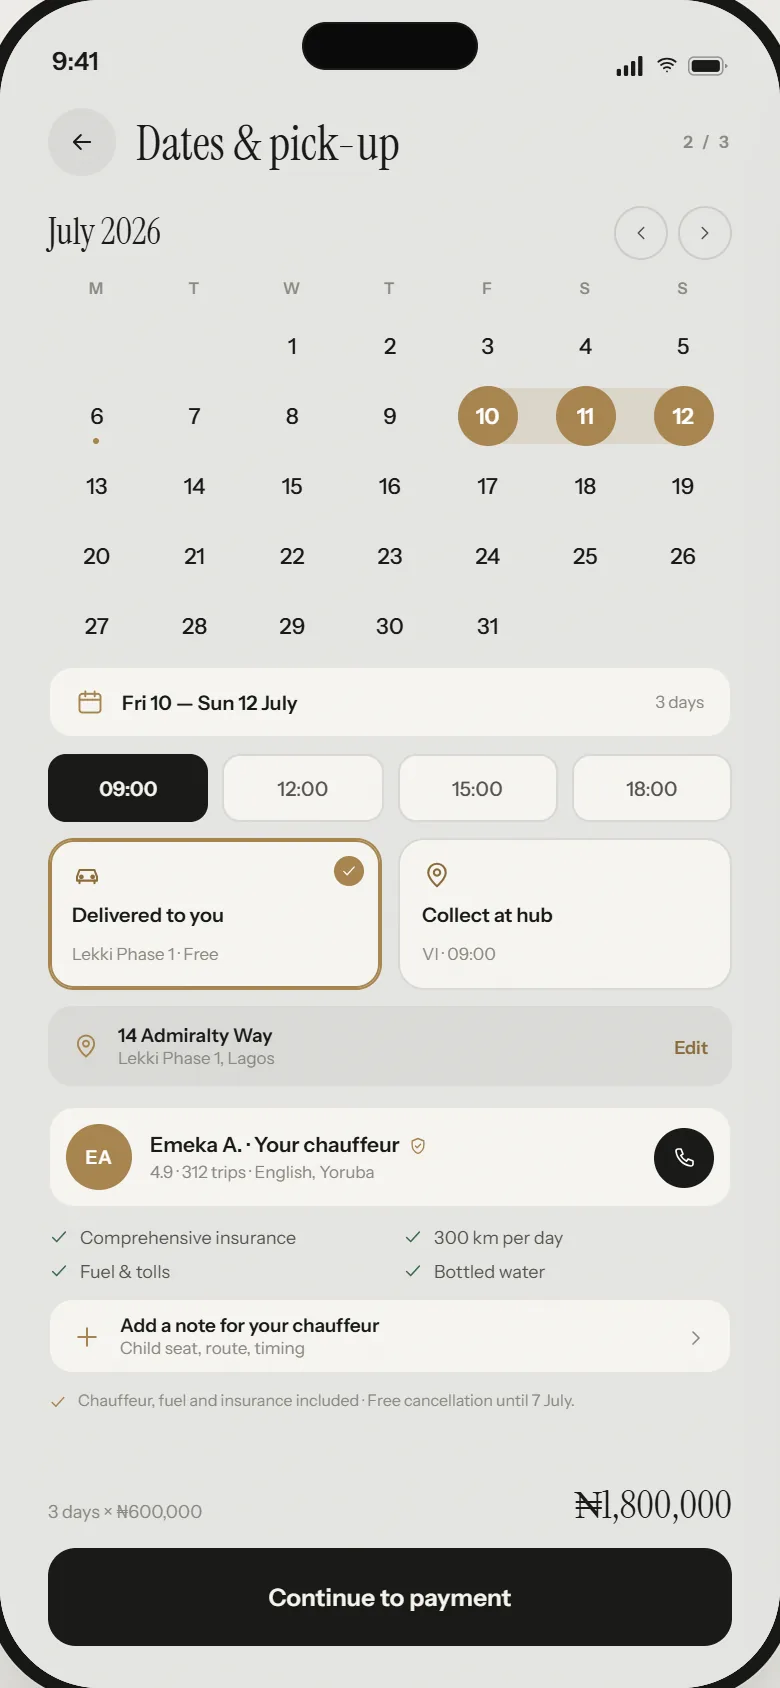 9:41
Dates & pick-up
2 / 3
July 2026
M T W T F S S
1 2 3 4 5
6 7 8 9 10 11 12
13 14 15 16 17 18 19
20 21 22 23 24 25 26
27 28 29 30 31
Fri 10 — Sun 12 July
3 days
09:00 12:00 15:00 18:00
Delivered to you
Lekki Phase 1 · Free
Collect at hub
VI · 09:00
14 Admiralty Way
Lekki Phase 1, Lagos
Edit
EA
Emeka A. · Your chauffeur
4.9 · 312 trips · English, Yoruba
Comprehensive insurance
300 km per day
Fuel & tolls
Bottled water
Add a note for your chauffeur
Child seat, route, timing
Chauffeur, fuel and insurance included · Free cancellation until 7 July.
3 days × ₦600,000
₦1,800,000
Continue to payment